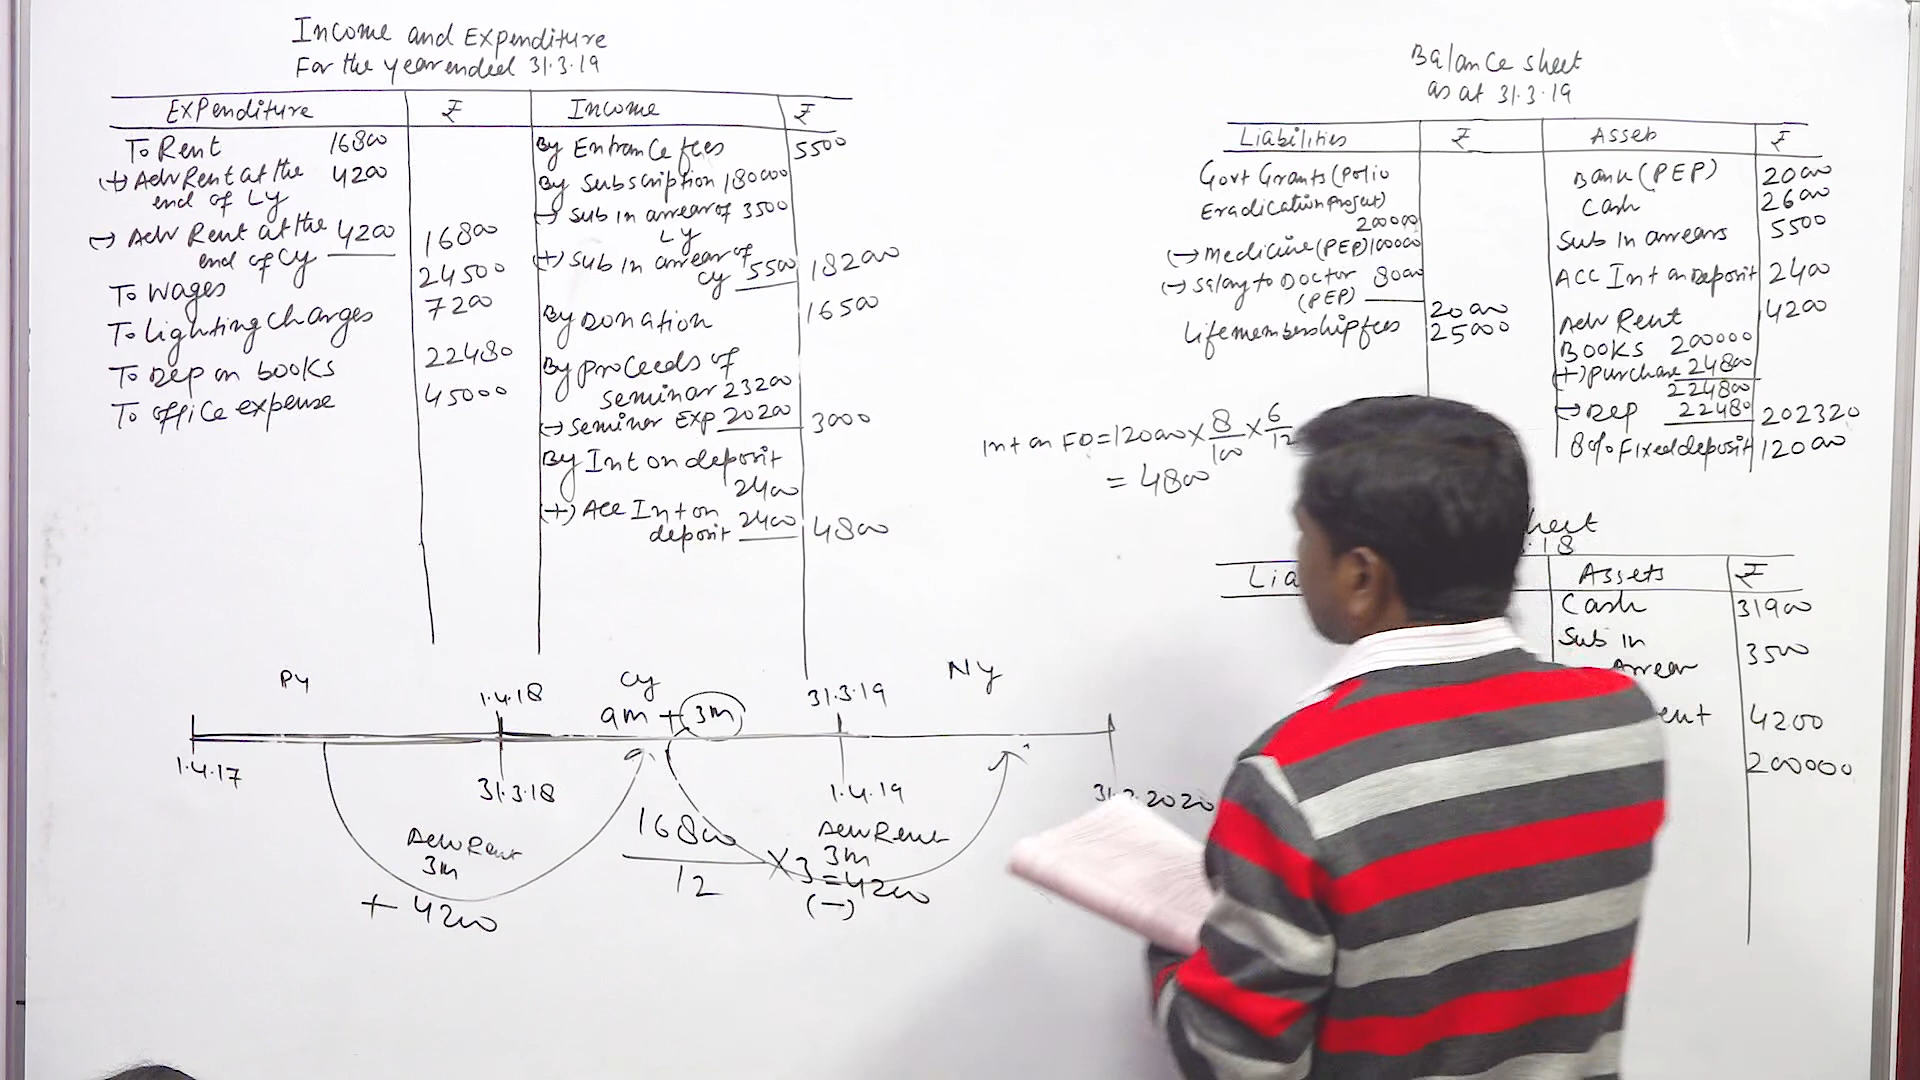 Income and Expenditure
For the year ended 31.3.19
Expenditure ₹ Income ₹
To Rent 16800
(+) Adv Rent at the 4200
end of LY
(-) Adv Rent at the 4200 16800
end of CY
To Wages 24500
To lighting charges 7200
To Dep on books 22480
To office expense 45000
By Entrance fees 5500
By Subscription 180000
(-) Sub in arrear of 3500
LY
(+) Sub in arrear of
CY 5500 182000
By Donation 16500
By proceeds of
seminar 23200
(-) Seminar Exp 20200 3000
By Int on deposit
2400
(+) Acc Int on
deposit 2400 4800
Balance sheet
as at 31.3.19
Liabilities ₹ Assets ₹
Govt Grants (Polio
Eradication project)
200000
(-) Medicine (PEP) 100000
(-) Salary to Doctor 8000
(PEP) 20000
Life membership fees 25000
Bank (PEP) 20000
Cash 2600
Sub in arrears 5500
ACC Int on Deposit 2400
Adv Rent 4200
Books 200000
(+) purchase 24800
224800
(-) Dep 22480 202320
8% Fixed deposit 12000
Int on FD = 12000 × 8/100 × 6/12
= 4800
heet
.18
Lia Assets ₹
Cash 31900
Sub in
Arrear 3500
ent 4200
200000
PY CY NY
1.4.18 9m + 3m 31.3.19
1.4.17 31.3.18 1.4.19 31.3.2020
Adv Rent
3m
+ 4200
16800
12
× 3 = 4200
(-)
Adv Rent
3m